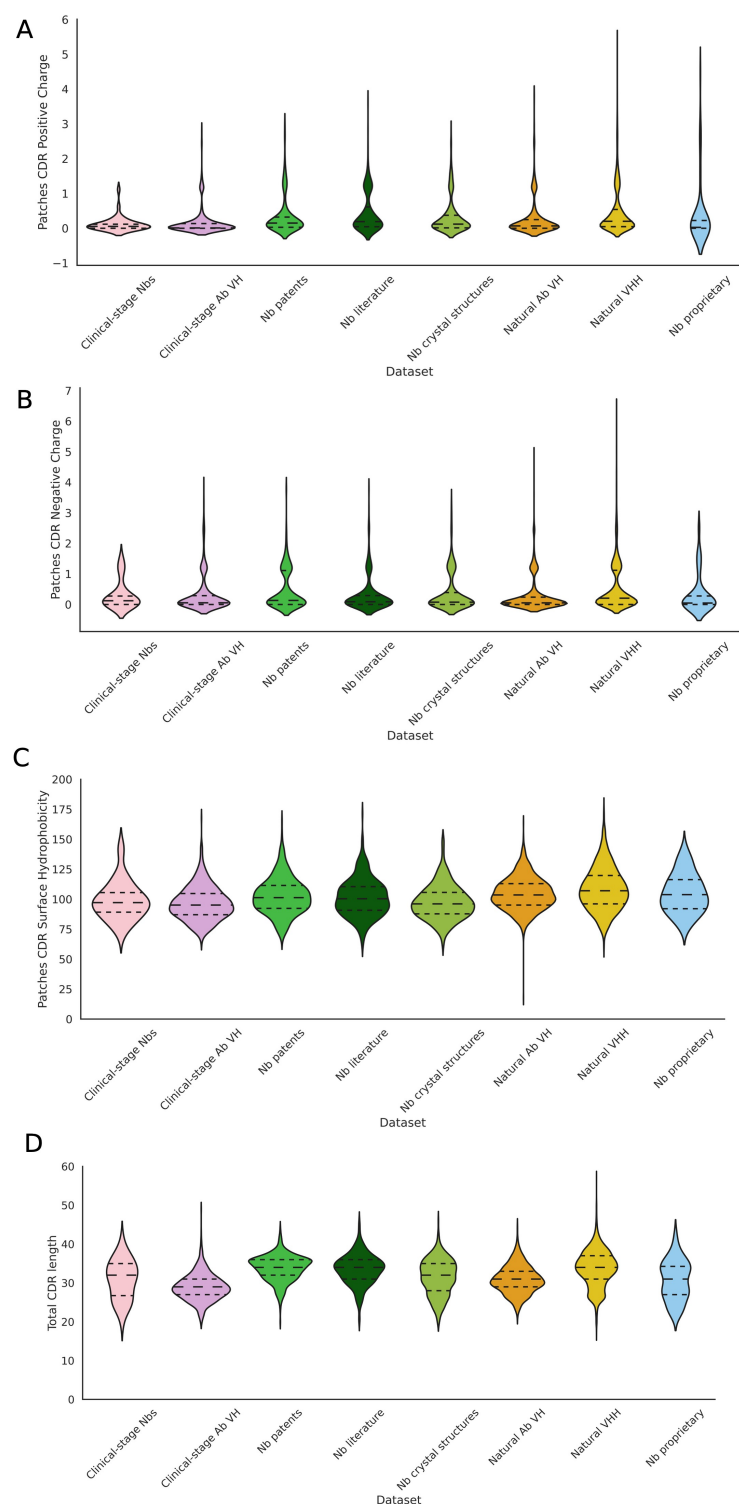 A
Patches CDR Positive Charge
6
5
4
3
2
1
0
−1
Clinical-stage Nbs
Clinical-stage Ab VH
Nb patents
Nb literature
Nb crystal structures
Natural Ab VH
Natural VHH
Nb proprietary
Dataset
B
Patches CDR Negative Charge
7
6
5
4
3
2
1
0
Clinical-stage Nbs
Clinical-stage Ab VH
Nb patents
Nb literature
Nb crystal structures
Natural Ab VH
Natural VHH
Nb proprietary
Dataset
C
Patches CDR Surface Hydrophobicity
200
175
150
125
100
75
50
25
0
Clinical-stage Nbs
Clinical-stage Ab VH
Nb patents
Nb literature
Nb crystal structures
Natural Ab VH
Natural VHH
Nb proprietary
Dataset
D
Total CDR length
60
50
40
30
20
10
0
Clinical-stage Nbs
Clinical-stage Ab VH
Nb patents
Nb literature
Nb crystal structures
Natural Ab VH
Natural VHH
Nb proprietary
Dataset